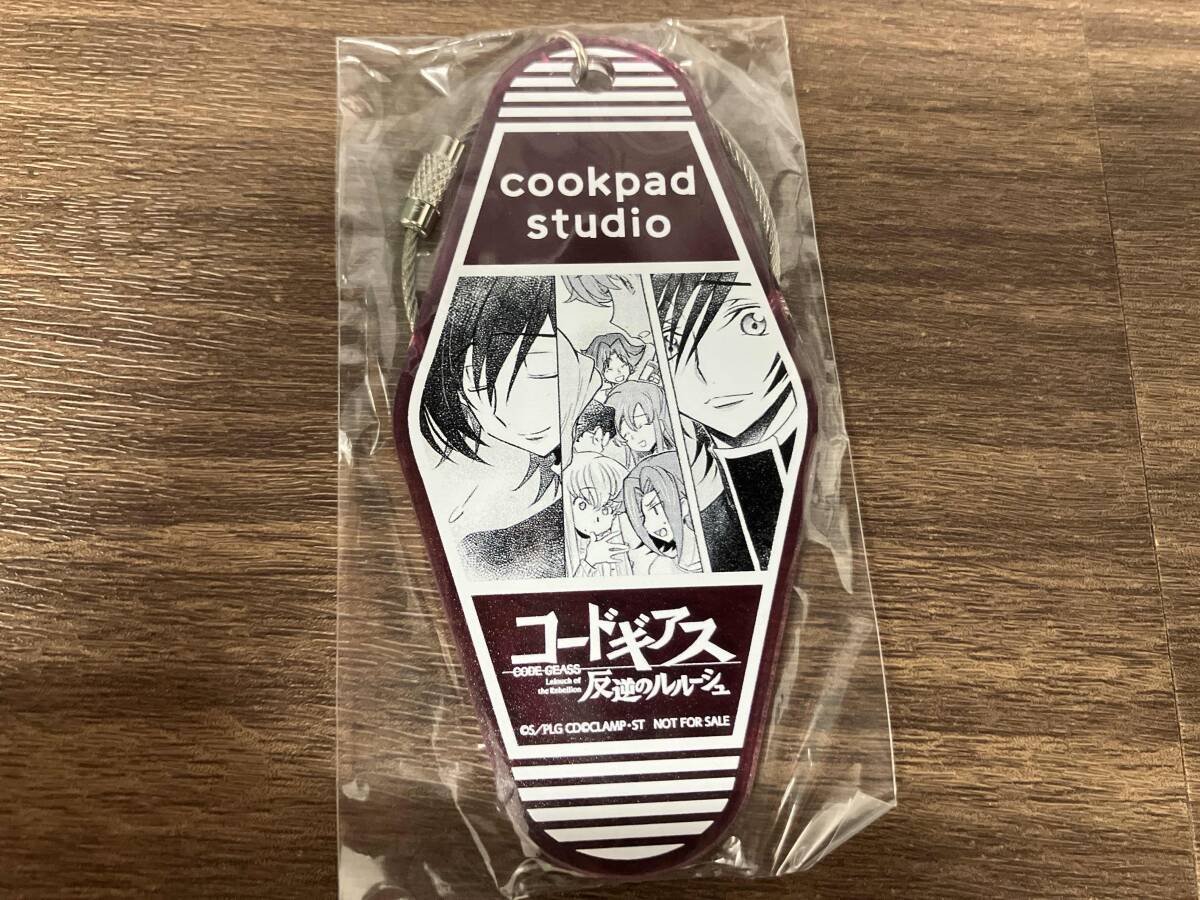 cookpad
studio
コードギアス
CODE GEASS
Lelouch of
the Rebellion
反逆のルルーシュ
©S/PLG CD©CLAMP・ST NOT FOR SALE